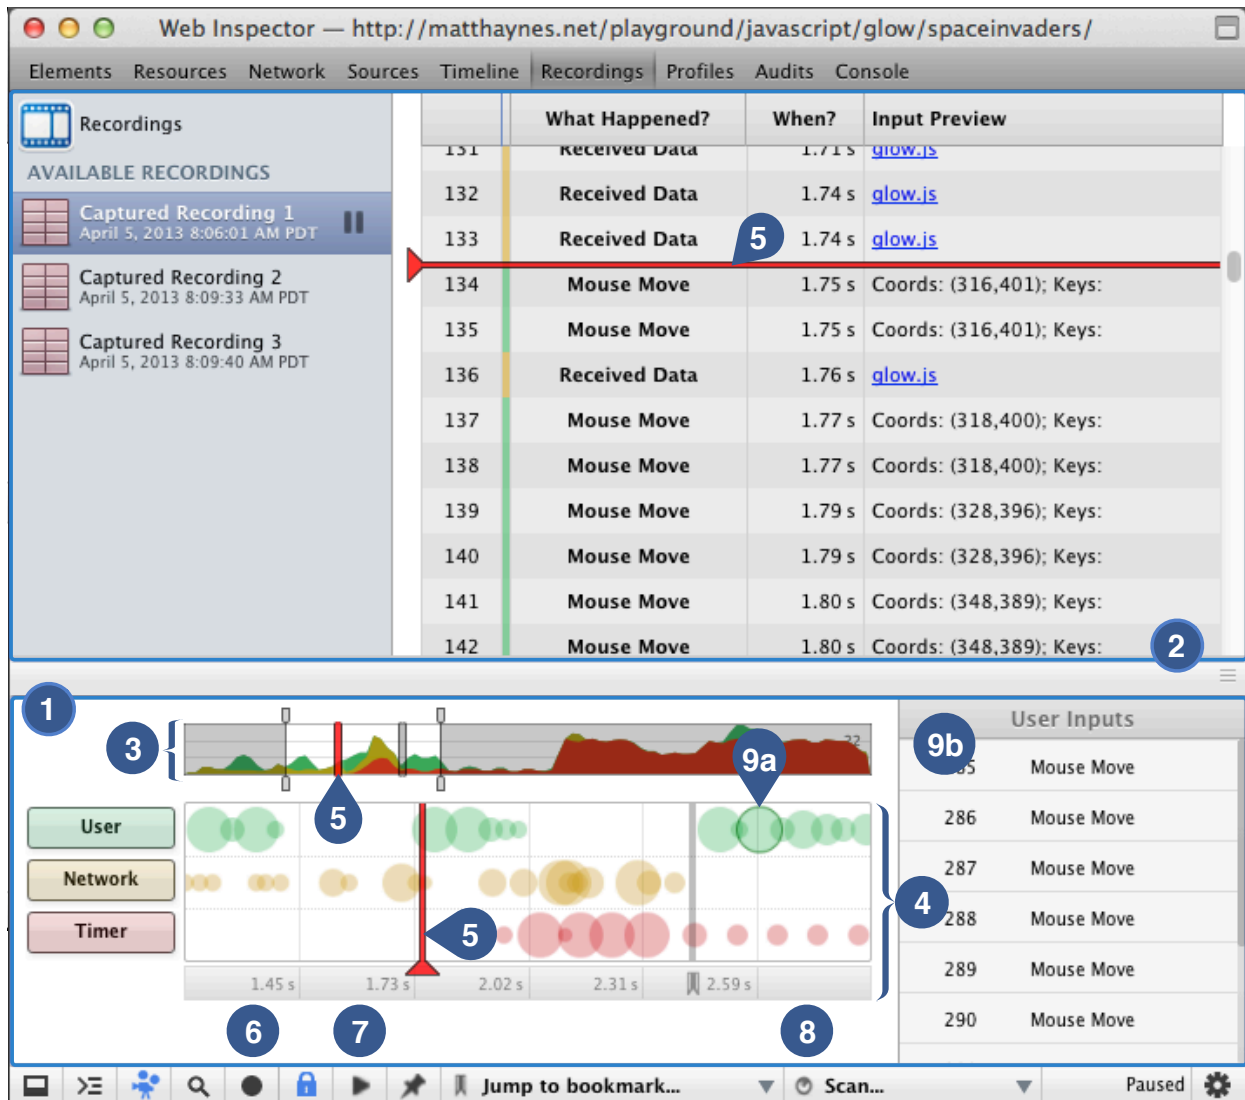 Web Inspector — http://matthaynes.net/playground/javascript/glow/spaceinvaders/
Elements Resources Network Sources Timeline Recordings Profiles Audits Console
Recordings
AVAILABLE RECORDINGS
Captured Recording 1
April 5, 2013 8:06:01 AM PDT
Captured Recording 2
April 5, 2013 8:09:33 AM PDT
Captured Recording 3
April 5, 2013 8:09:40 AM PDT
What Happened? When? Input Preview
131 Received Data 1.71 s glow.js
132 Received Data 1.74 s glow.js
133 Received Data 1.74 s glow.js
5
134 Mouse Move 1.75 s Coords: (316,401); Keys:
135 Mouse Move 1.75 s Coords: (316,401); Keys:
136 Received Data 1.76 s glow.js
137 Mouse Move 1.77 s Coords: (318,400); Keys:
138 Mouse Move 1.77 s Coords: (318,400); Keys:
139 Mouse Move 1.79 s Coords: (328,396); Keys:
140 Mouse Move 1.79 s Coords: (328,396); Keys:
141 Mouse Move 1.80 s Coords: (348,389); Keys:
142 Mouse Move 1.80 s Coords: (348,389); Keys:
2
1
3
22
9a
5
User
Network
Timer
5
4
1.45 s 1.73 s 2.02 s 2.31 s 2.59 s
6 7 8
User Inputs
9b
Mouse Move
286 Mouse Move
287 Mouse Move
288 Mouse Move
289 Mouse Move
290 Mouse Move
Jump to bookmark... Scan... Paused